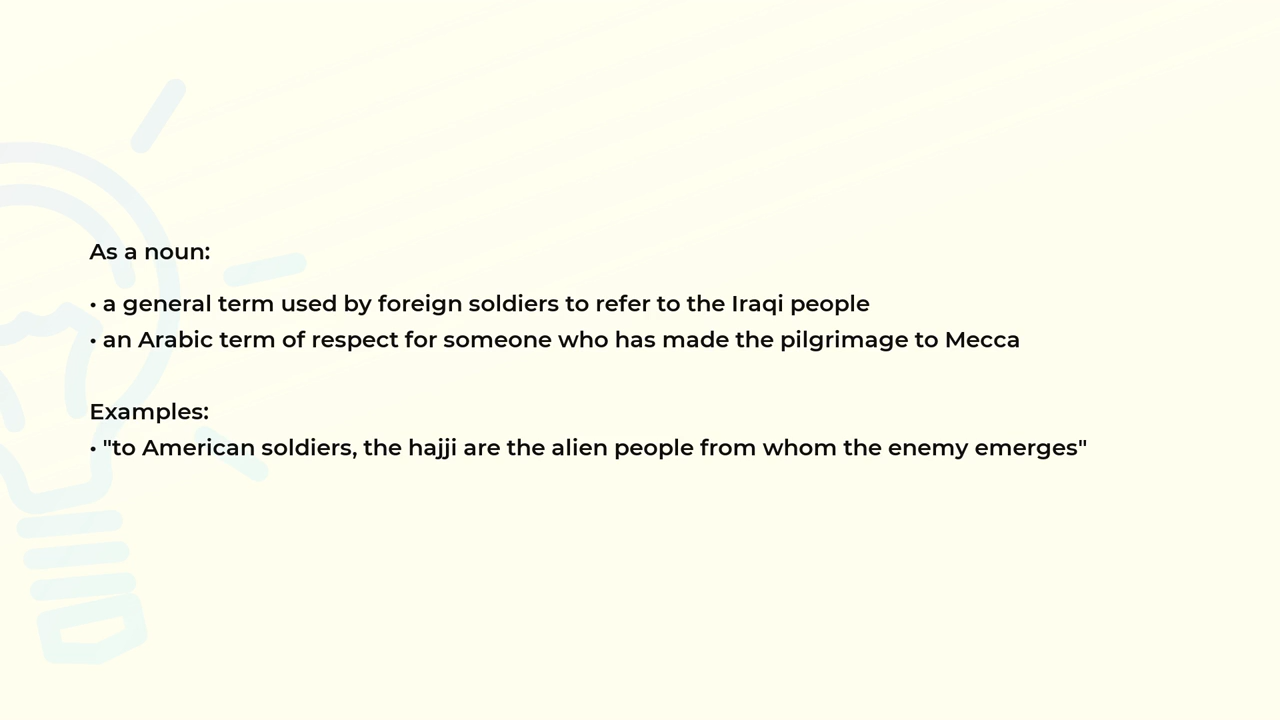 As a noun:
• a general term used by foreign soldiers to refer to the Iraqi people
• an Arabic term of respect for someone who has made the pilgrimage to Mecca
Examples:
• "to American soldiers, the hajji are the alien people from whom the enemy emerges"